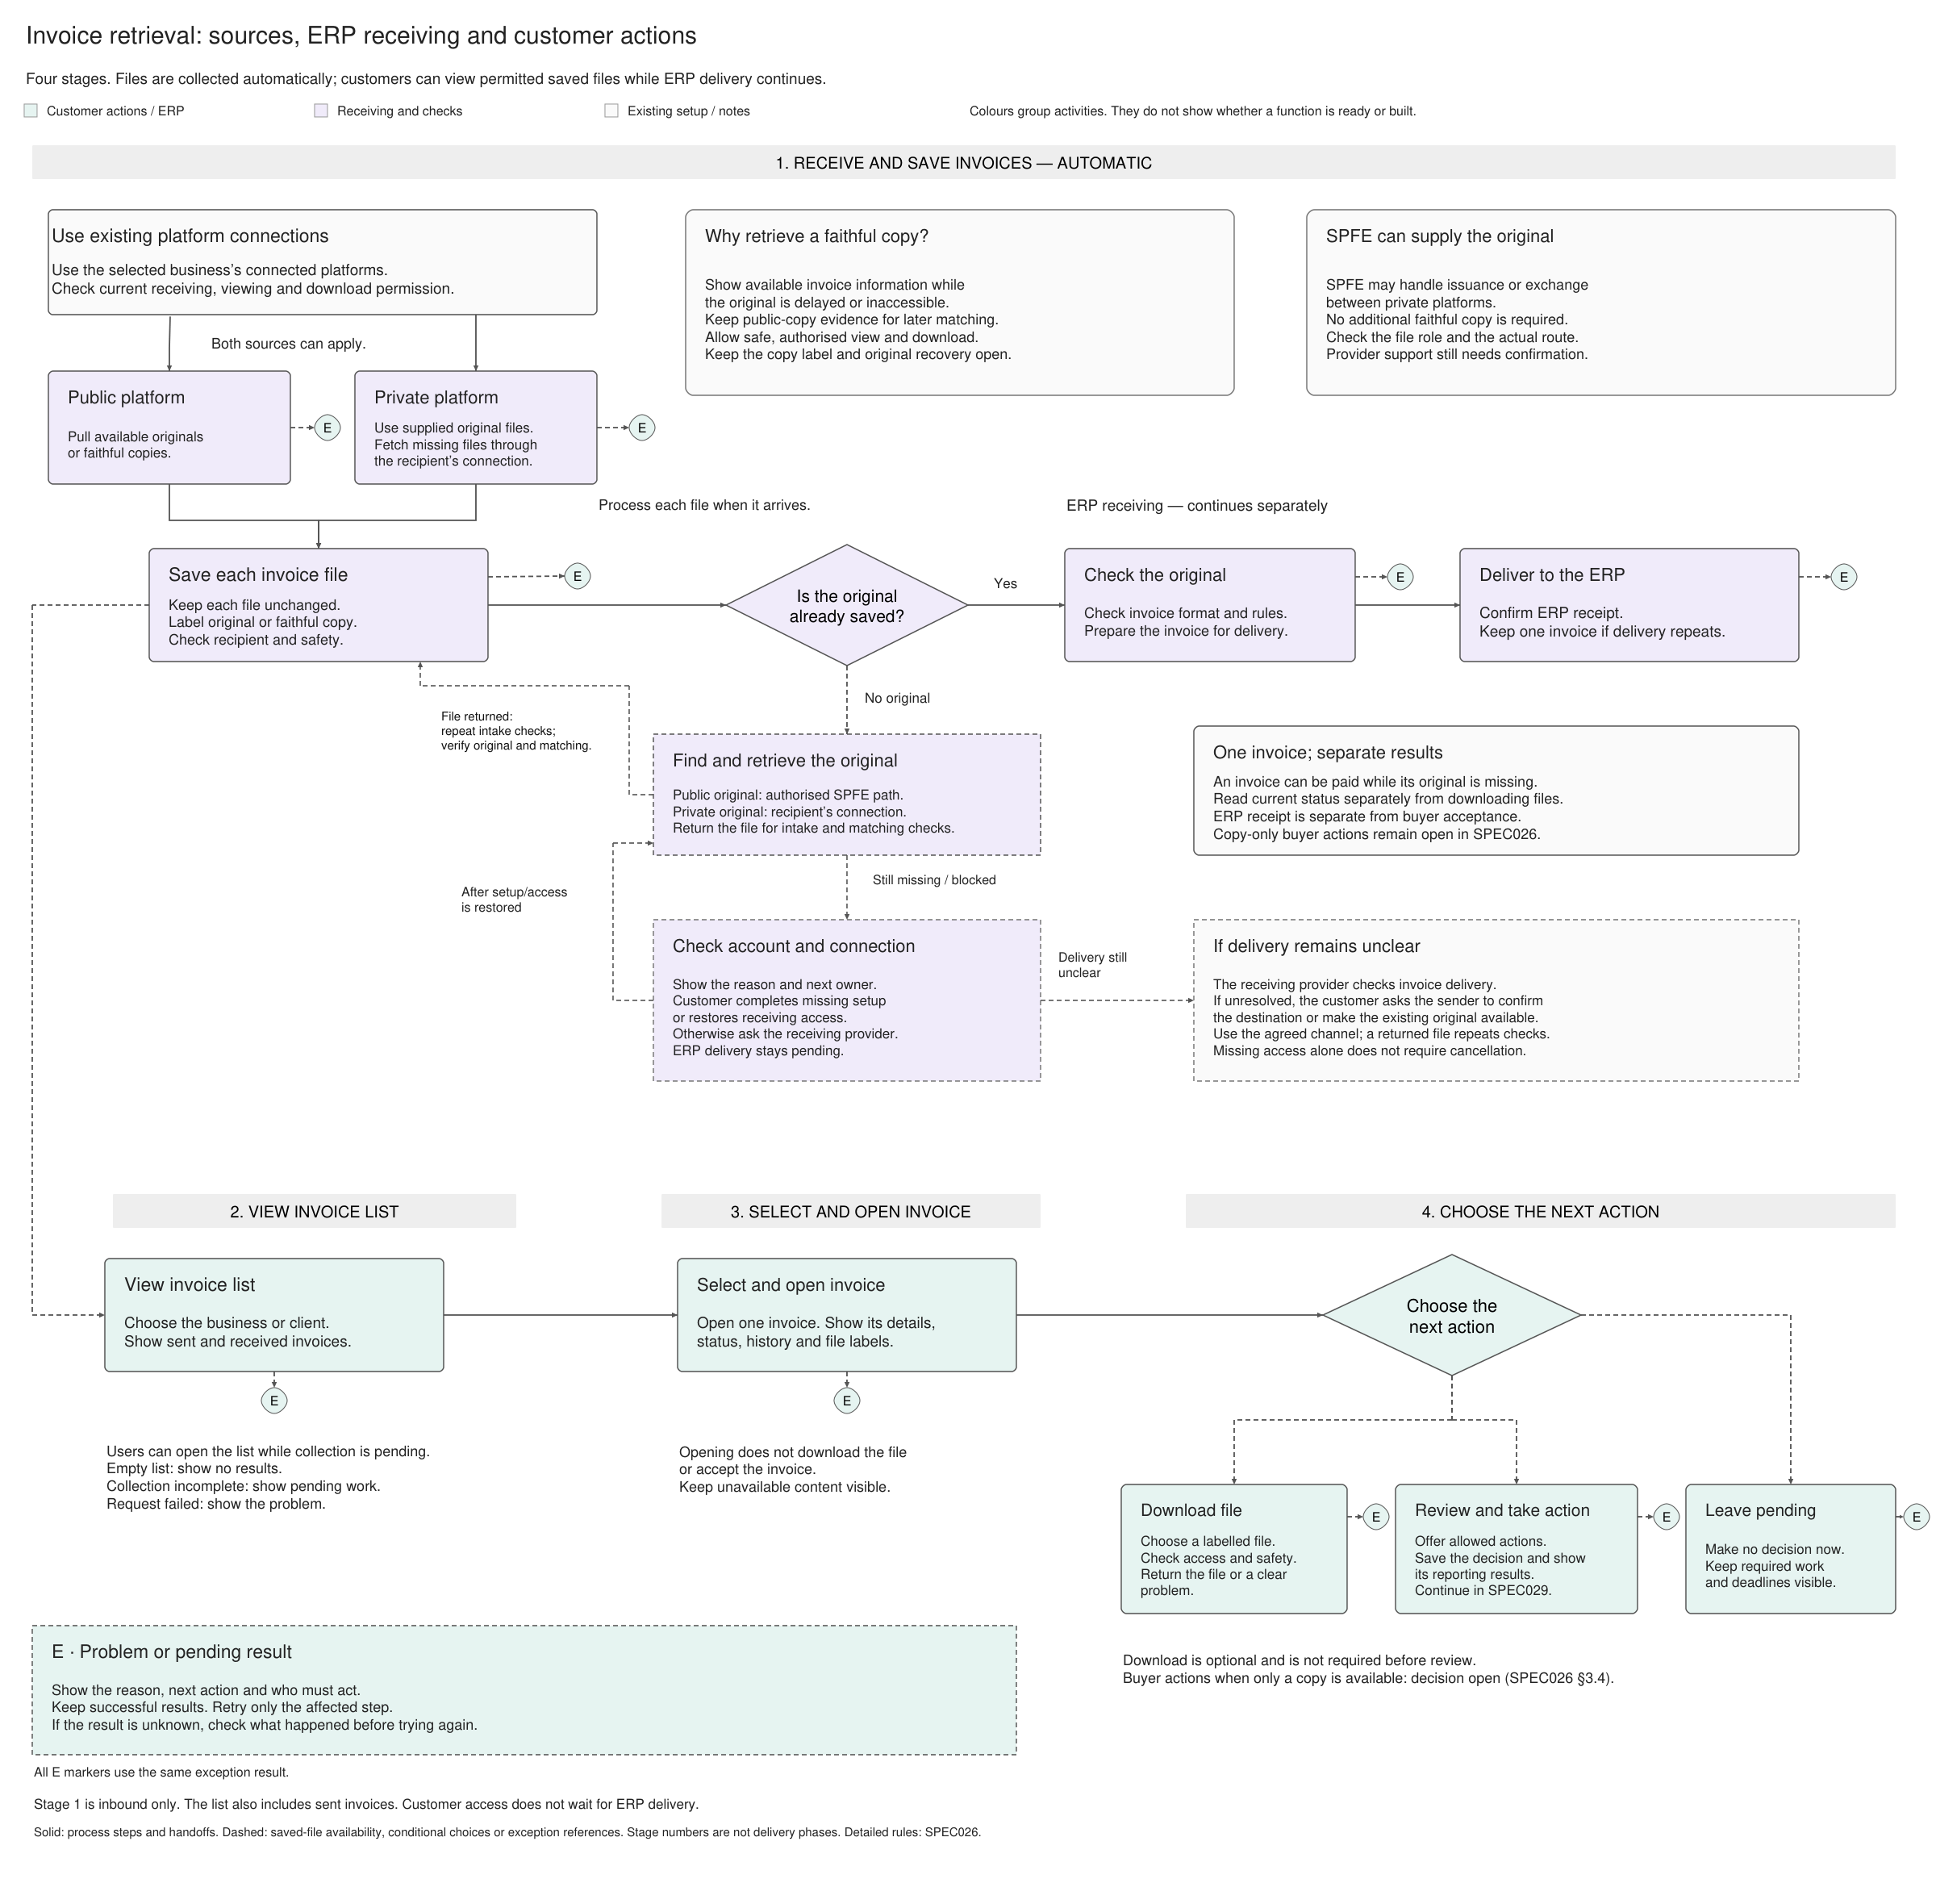 Invoice retrieval: sources, ERP receiving and customer actions
Four stages. Files are collected automatically; customers can view permitted saved files while ERP delivery continues.
Customer actions / ERP
Receiving and checks
Existing setup / notes
Colours group activities. They do not show whether a function is ready or built.
1. RECEIVE AND SAVE INVOICES — AUTOMATIC
Use existing platform connections
Use the selected business’s connected platforms.
Check current receiving, viewing and download permission.
Why retrieve a faithful copy?
Show available invoice information while
the original is delayed or inaccessible.
Keep public-copy evidence for later matching.
Allow safe, authorised view and download.
Keep the copy label and original recovery open.
SPFE can supply the original
SPFE may handle issuance or exchange
between private platforms.
No additional faithful copy is required.
Check the file role and the actual route.
Provider support still needs confirmation.
Both sources can apply.
Public platform
Pull available originals
or faithful copies.
E
Private platform
Use supplied original files.
Fetch missing files through
the recipient’s connection.
E
Process each file when it arrives.
ERP receiving — continues separately
Save each invoice file
Keep each file unchanged.
Label original or faithful copy.
Check recipient and safety.
E
Is the original
already saved?
Yes
Check the original
Check invoice format and rules.
Prepare the invoice for delivery.
E
Deliver to the ERP
Confirm ERP receipt.
Keep one invoice if delivery repeats.
E
No original
File returned:
repeat intake checks;
verify original and matching.
Find and retrieve the original
Public original: authorised SPFE path.
Private original: recipient’s connection.
Return the file for intake and matching checks.
One invoice; separate results
An invoice can be paid while its original is missing.
Read current status separately from downloading files.
ERP receipt is separate from buyer acceptance.
Copy-only buyer actions remain open in SPEC026.
After setup/access
is restored
Still missing / blocked
Check account and connection
Show the reason and next owner.
Customer completes missing setup
or restores receiving access.
Otherwise ask the receiving provider.
ERP delivery stays pending.
Delivery still
unclear
If delivery remains unclear
The receiving provider checks invoice delivery.
If unresolved, the customer asks the sender to confirm
the destination or make the existing original available.
Use the agreed channel; a returned file repeats checks.
Missing access alone does not require cancellation.
2. VIEW INVOICE LIST
3. SELECT AND OPEN INVOICE
4. CHOOSE THE NEXT ACTION
View invoice list
Choose the business or client.
Show sent and received invoices.
E
Users can open the list while collection is pending.
Empty list: show no results.
Collection incomplete: show pending work.
Request failed: show the problem.
Select and open invoice
Open one invoice. Show its details,
status, history and file labels.
E
Opening does not download the file
or accept the invoice.
Keep unavailable content visible.
Choose the
next action
Download file
Choose a labelled file.
Check access and safety.
Return the file or a clear
problem.
E
Review and take action
Offer allowed actions.
Save the decision and show
its reporting results.
Continue in SPEC029.
E
Leave pending
Make no decision now.
Keep required work
and deadlines visible.
E
Download is optional and is not required before review.
Buyer actions when only a copy is available: decision open (SPEC026 §3.4).
E · Problem or pending result
Show the reason, next action and who must act.
Keep successful results. Retry only the affected step.
If the result is unknown, check what happened before trying again.
All E markers use the same exception result.
Stage 1 is inbound only. The list also includes sent invoices. Customer access does not wait for ERP delivery.
Solid: process steps and handoffs. Dashed: saved-file availability, conditional choices or exception references. Stage numbers are not delivery phases. Detailed rules: SPEC026.